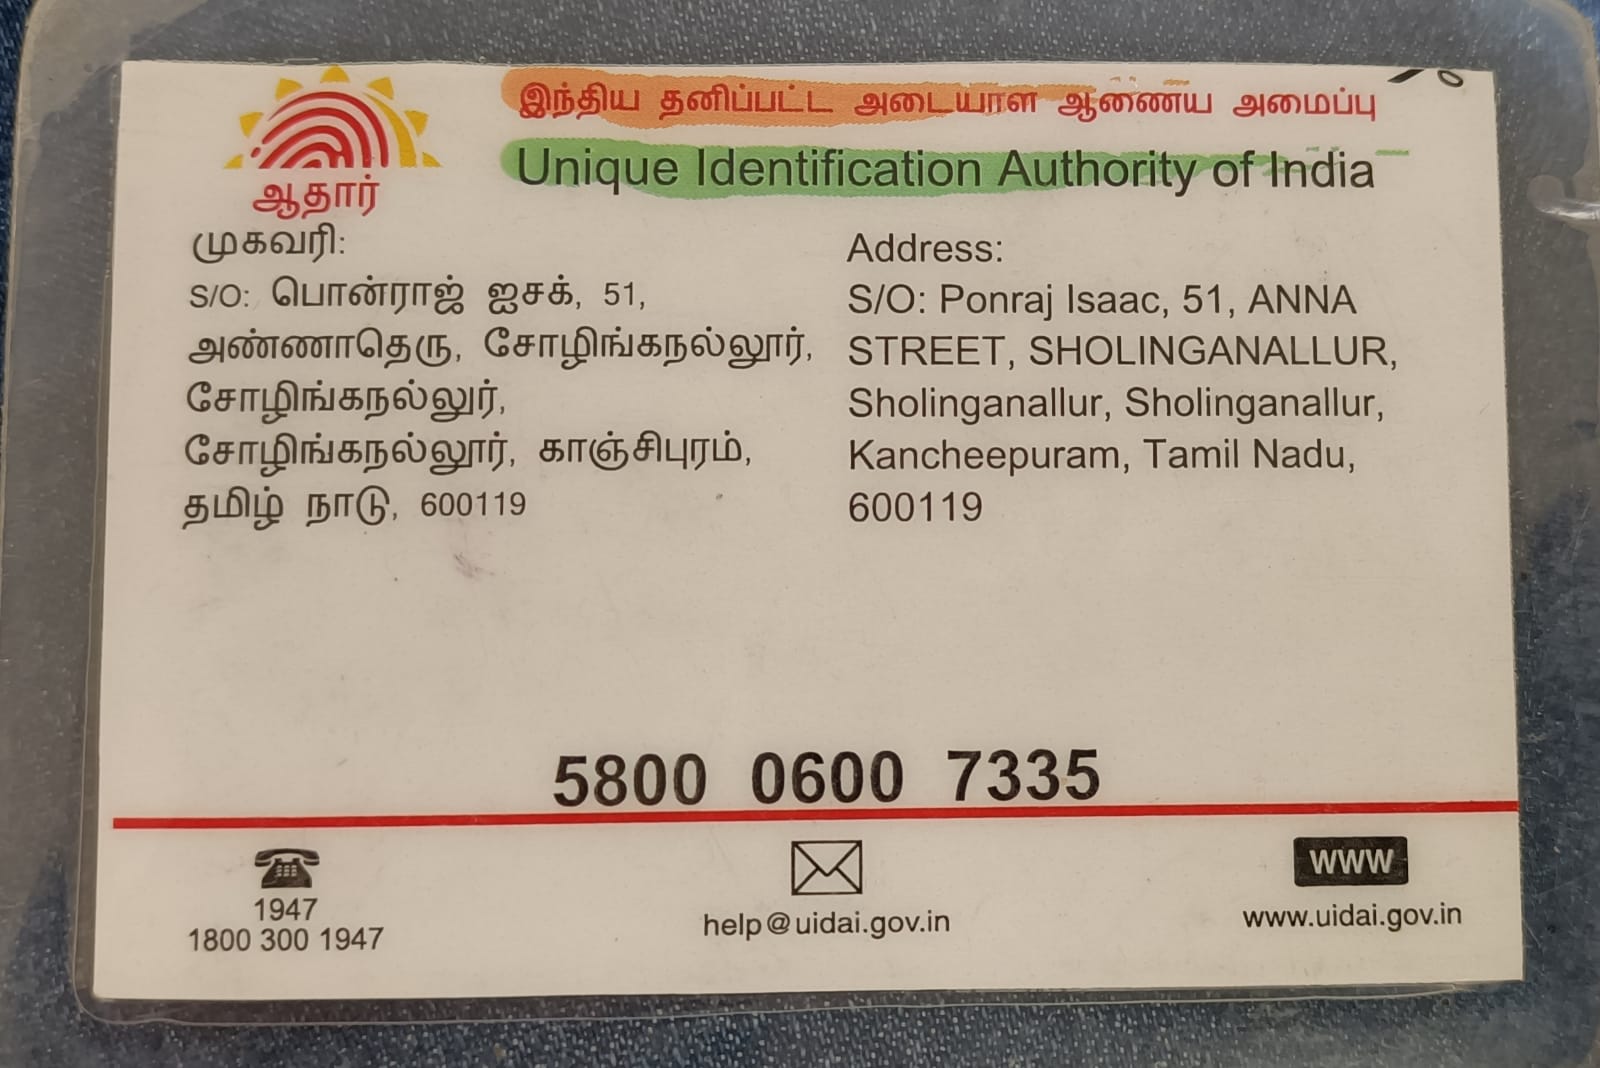 இந்திய தனிப்பட்ட அடையாள ஆணைய அமைப்பு
Unique Identification Authority of India
ஆதார்
முகவரி:
S/O: பொன்ராஜ் ஐசக், 51,
அண்ணாதெரு, சோழிங்கநல்லூர்,
சோழிங்கநல்லுர்,
சோழிங்கநல்லூர், காஞ்சிபுரம்,
தமிழ் நாடு, 600119
Address:
S/O: Ponraj Isaac, 51, ANNA
STREET, SHOLINGANALLUR,
Sholinganallur, Sholinganallur,
Kancheepuram, Tamil Nadu,
600119
5800 0600 7335
1947
1800 300 1947
help@uidai.gov.in
WWW
www.uidai.gov.in